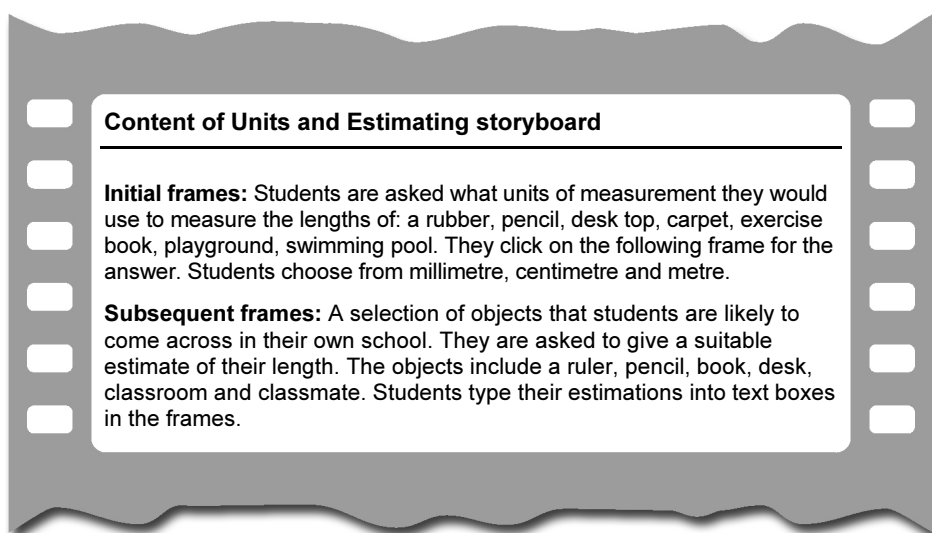 Content of Units and Estimating storyboard
Initial frames: Students are asked what units of measurement they would
use to measure the lengths of: a rubber, pencil, desk top, carpet, exercise
book, playground, swimming pool. They click on the following frame for the
answer. Students choose from millimetre, centimetre and metre.
Subsequent frames: A selection of objects that students are likely to
come across in their own school. They are asked to give a suitable
estimate of their length. The objects include a ruler, pencil, book, desk,
classroom and classmate. Students type their estimations into text boxes
in the frames.